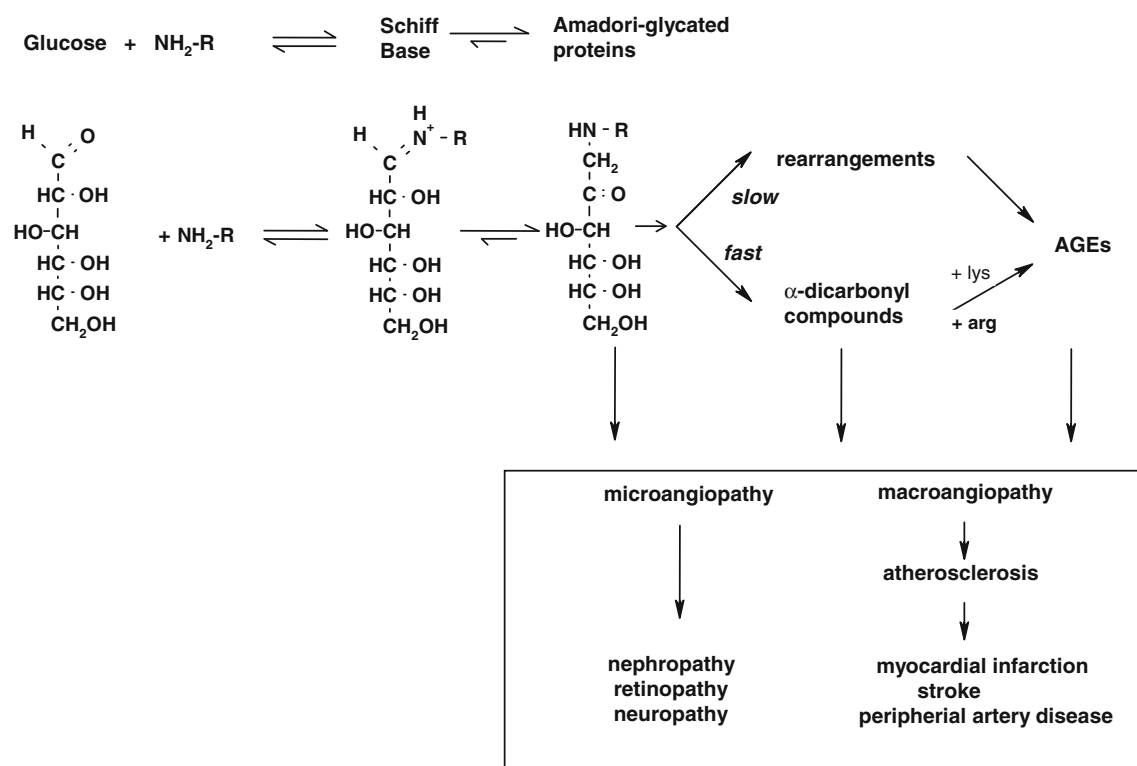 Glucose + NH2-R
Schiff
Base
Amadori-glycated
proteins
H
O
C
HC · OH
HO-CH
HC · OH
HC · OH
CH2OH
+ NH2-R
H
H
N+ - R
C
HC · OH
HO-CH
HC · OH
HC · OH
CH2OH
HN - R
CH2
C : O
HO-CH
HC · OH
HC · OH
CH2OH
slow
fast
rearrangements
α-dicarbonyl
compounds
+ lys
+ arg
AGEs
microangiopathy
nephropathy
retinopathy
neuropathy
macroangiopathy
atherosclerosis
myocardial infarction
stroke
peripherial artery disease